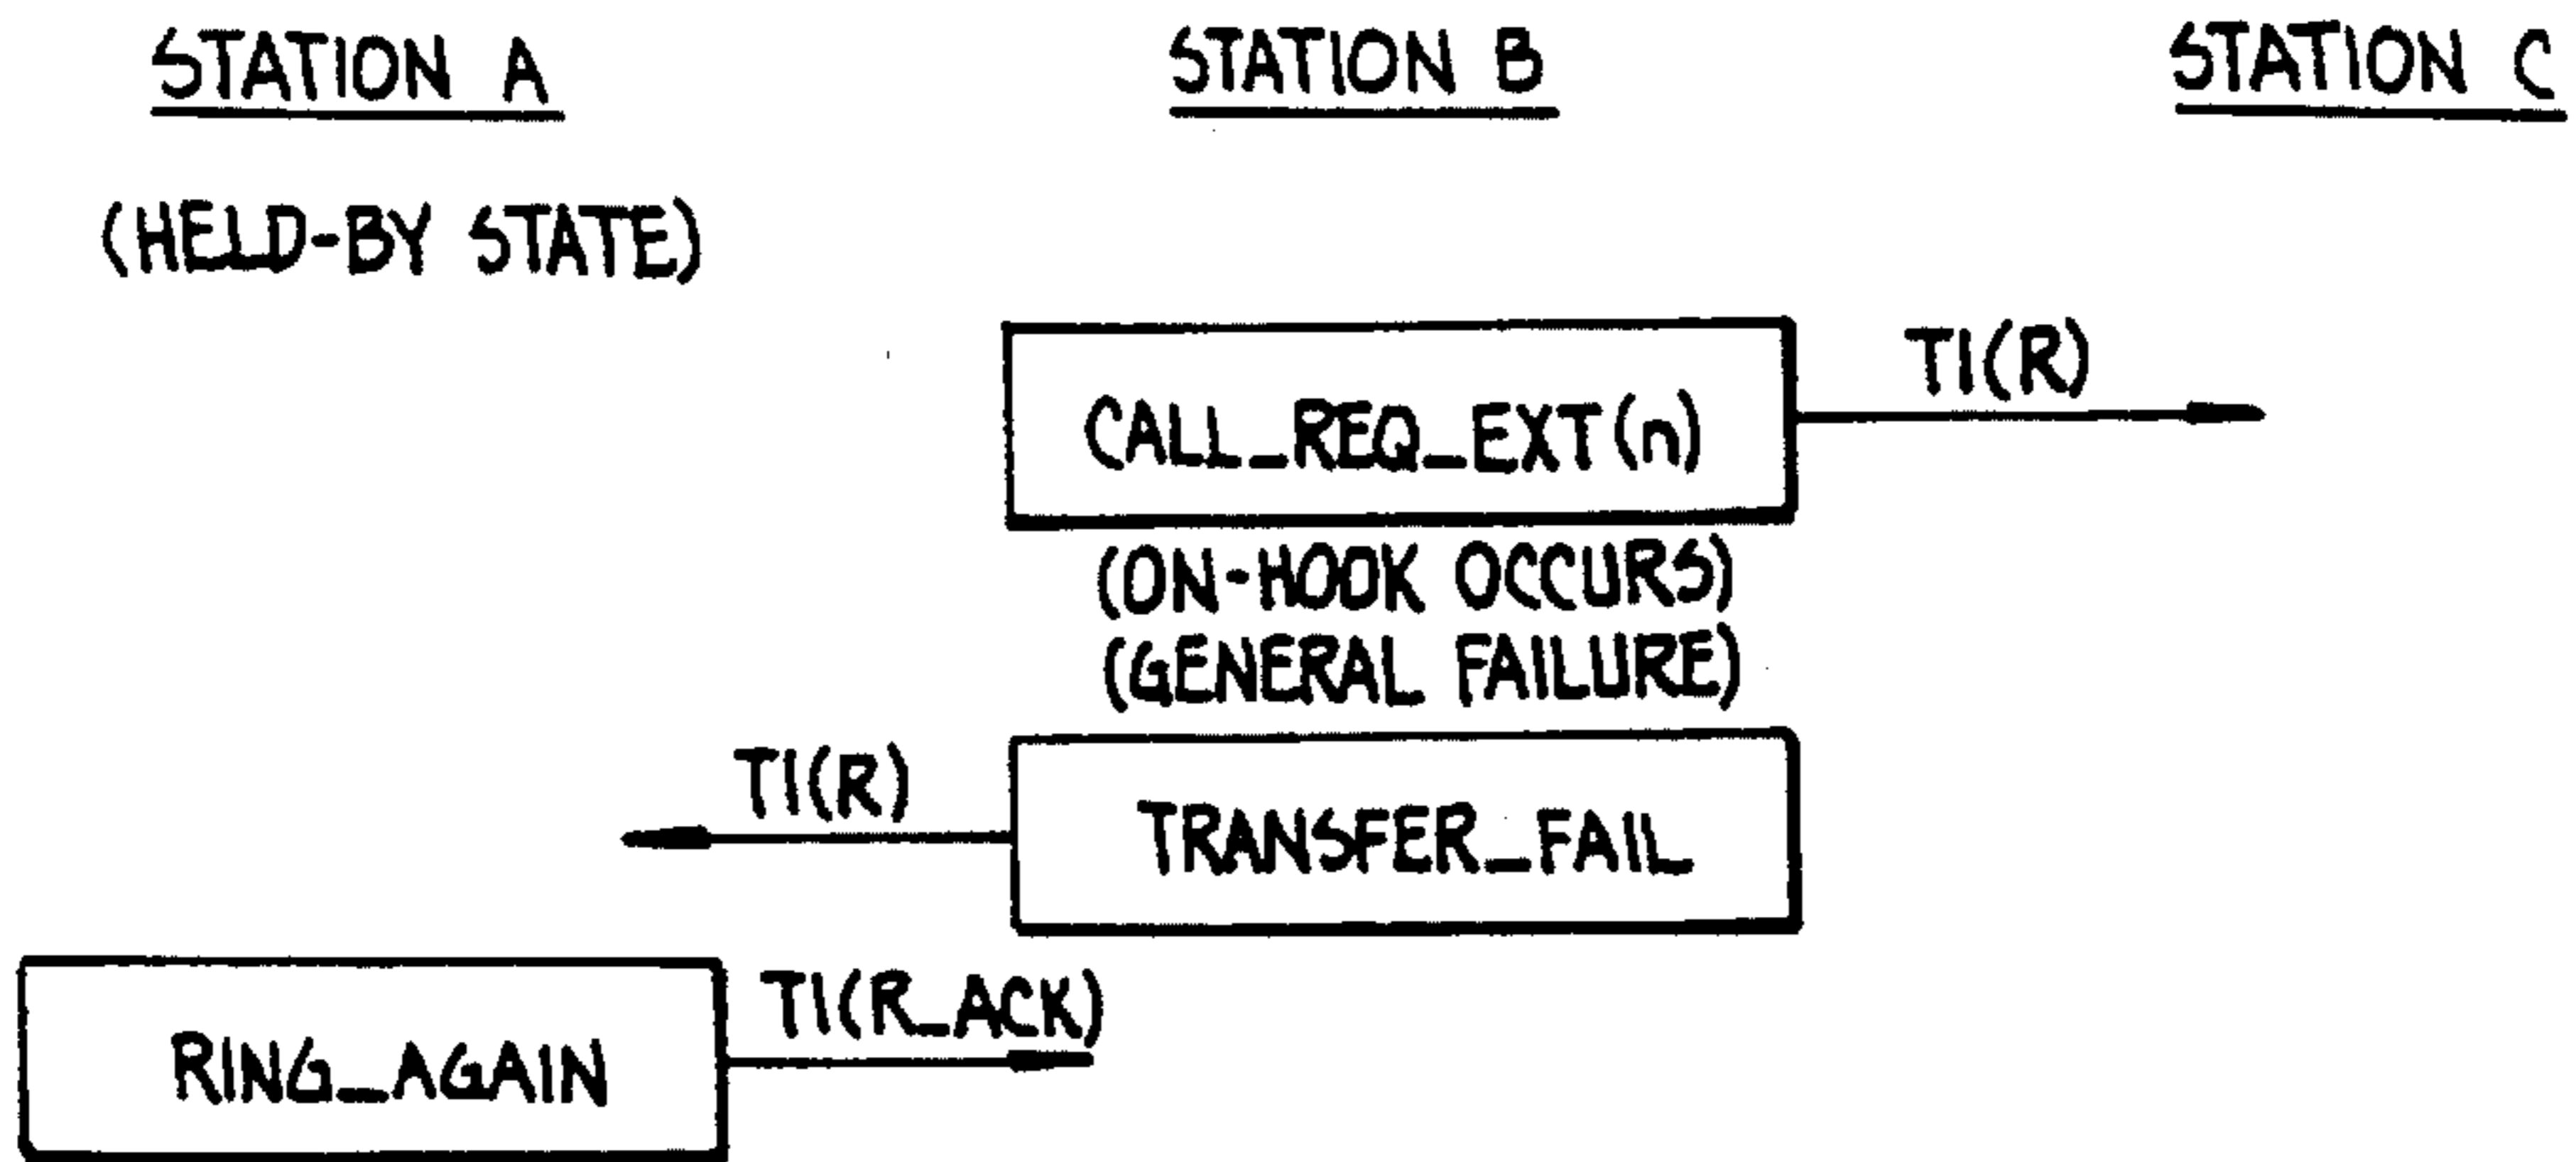 STATION A
STATION B
STATION C
(HELD-BY STATE)
CALL_REQ_EXT(n)
TI(R)
(ON-HOOK OCCURS)
(GENERAL FAILURE)
TI(R)
TRANSFER_FAIL
RING_AGAIN
TI(R_ACK)